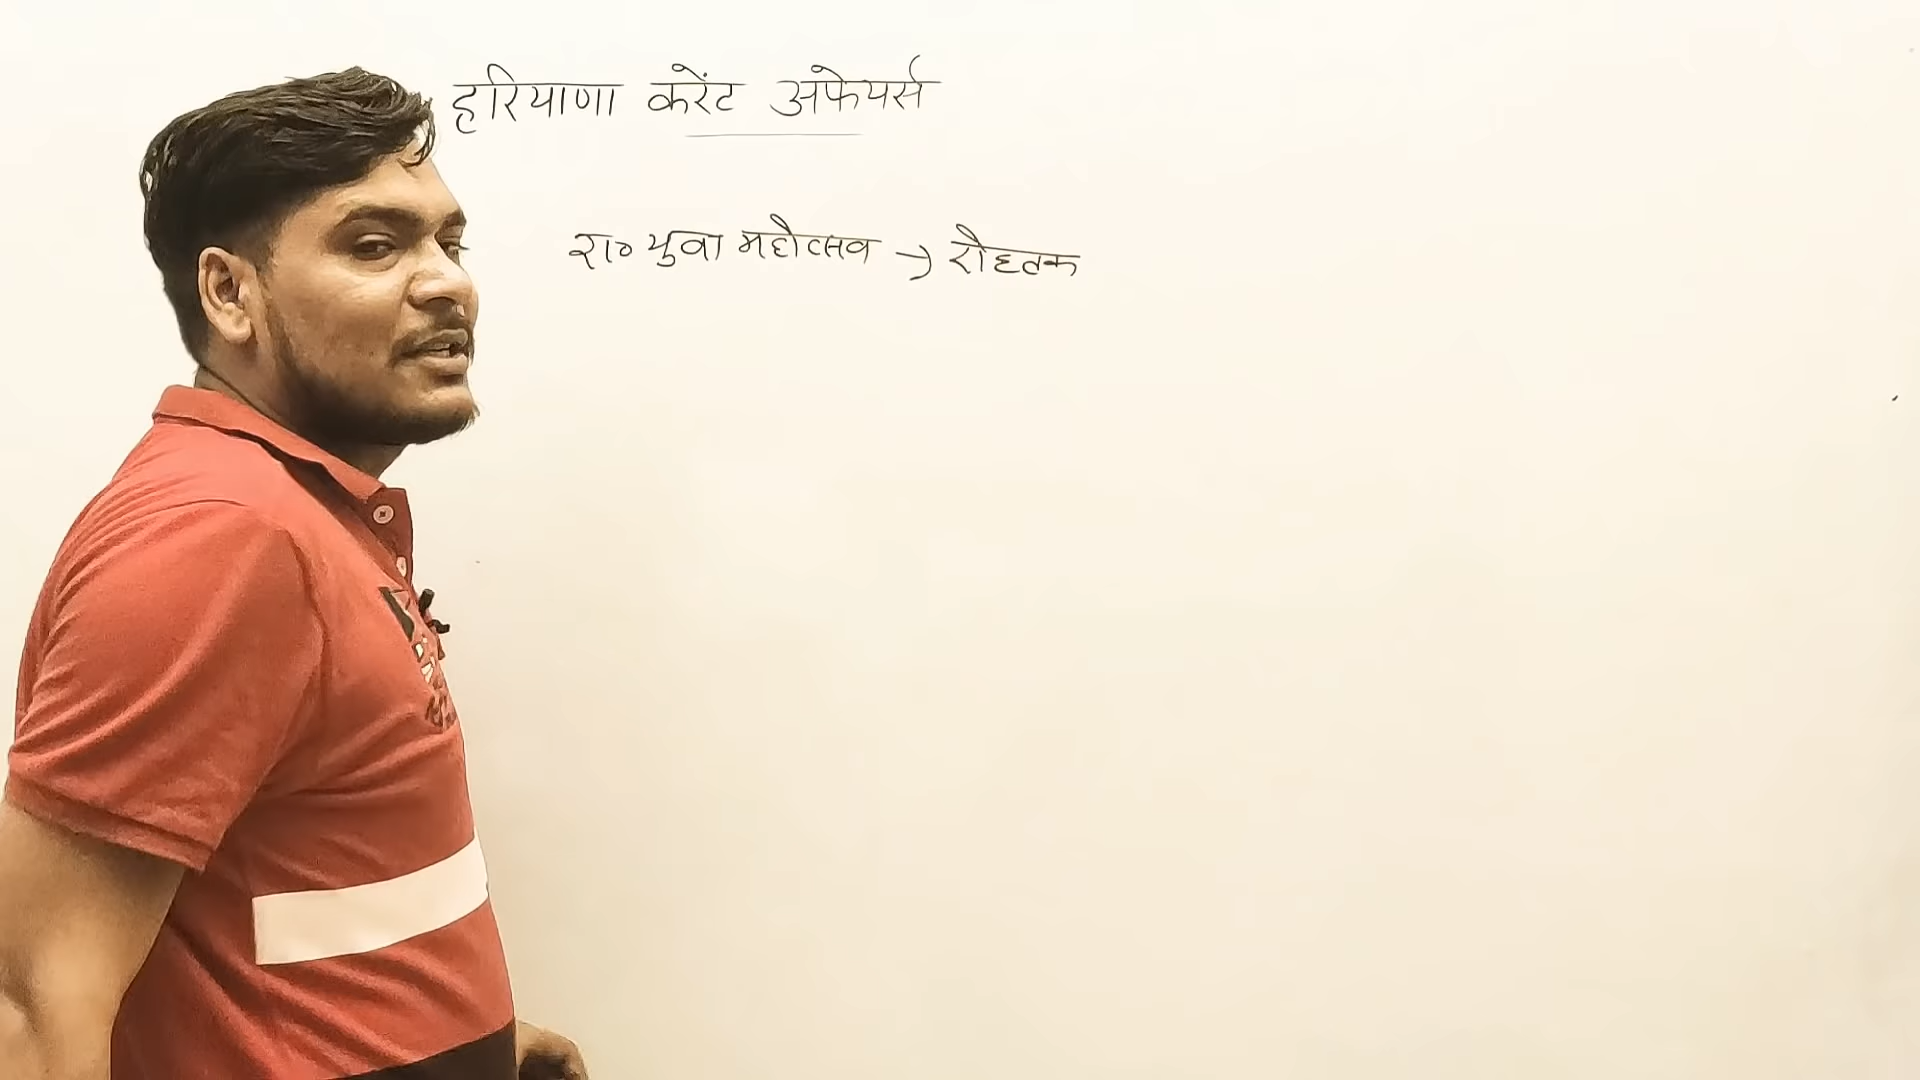 हरियाणा करेंट अफेयर्स
रा० युवा महोत्सव → रोहतक